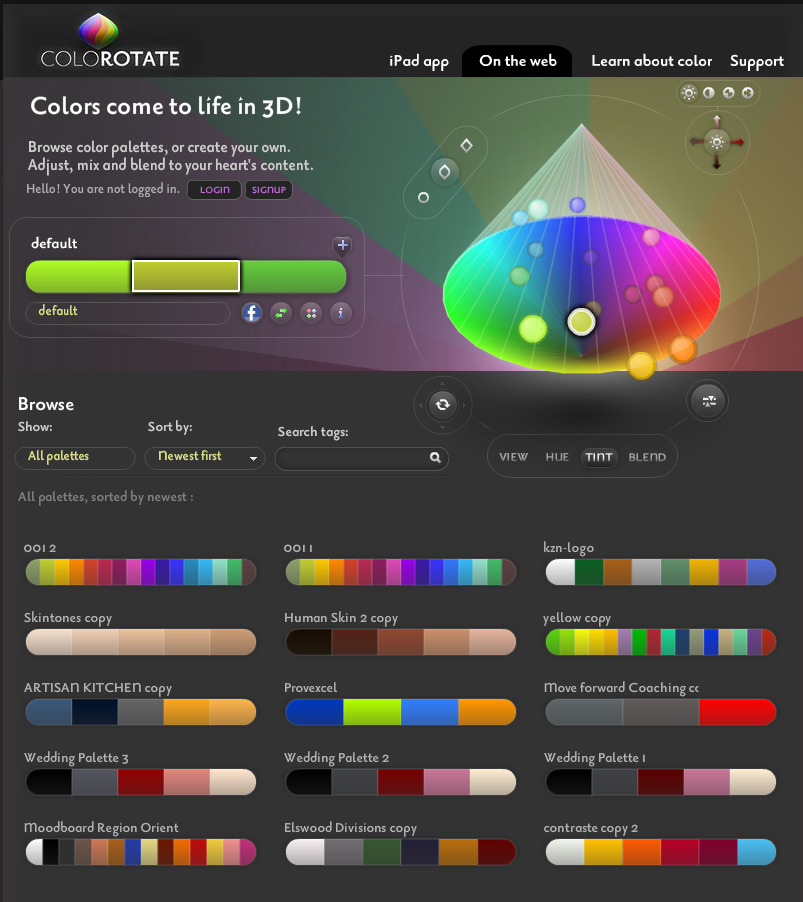 COLOROTATE
iPad app
On the web
Learn about color
Support
Colors come to life in 3D!
Browse color palettes, or create your own.
Adjust, mix and blend to your heart's content.
Hello! You are not logged in.
LOGIN
SIGNUP
default
default
Browse
Show:
Sort by:
Search tags:
All palettes
Newest first
VIEW
HUE
TINT
BLEND
All palettes, sorted by newest :
0012
0011
kzn-logo
Skintones copy
Human Skin 2 copy
yellow copy
ARTISAN KITCHEN copy
Provexcel
Move forward Coaching cc
Wedding Palette 3
Wedding Palette 2
Wedding Palette 1
Moodboard Region Orient
Elswood Divisions copy
contraste copy 2